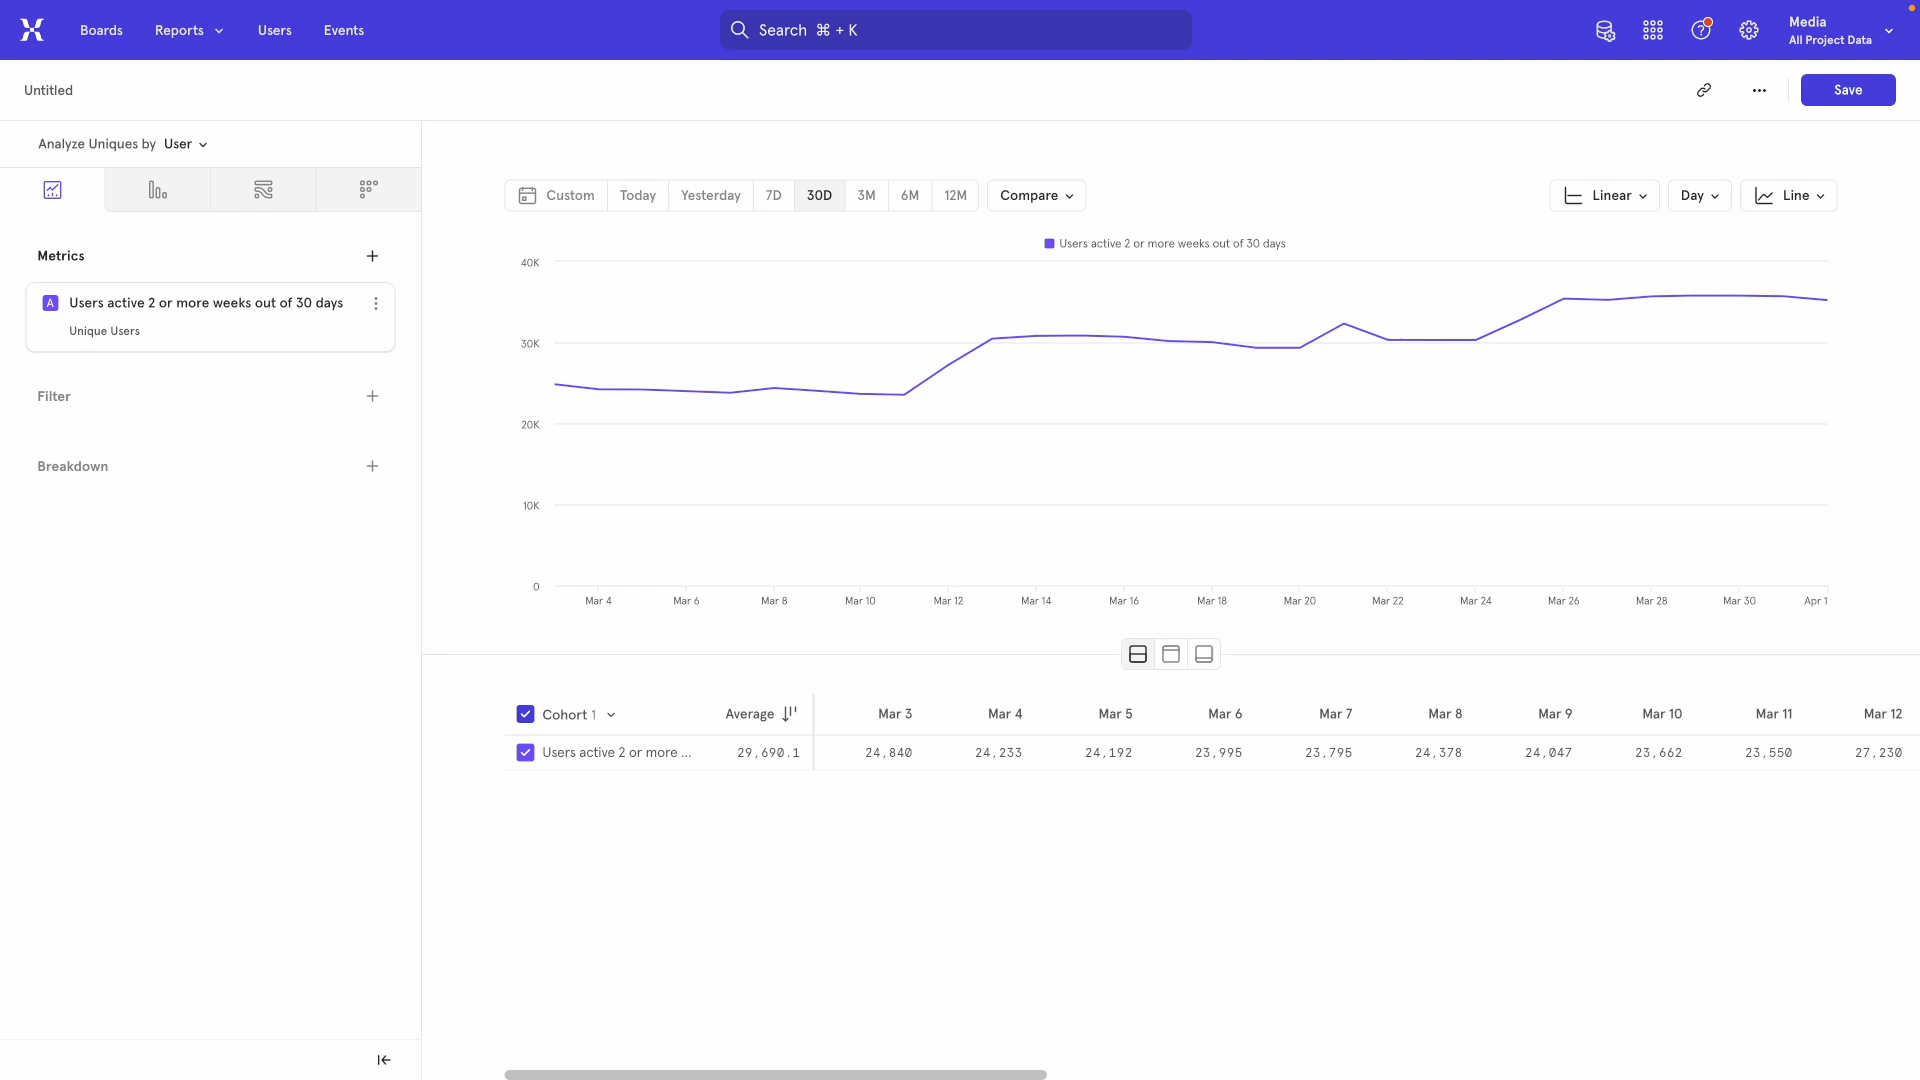 Boards
Reports
Users
Events
Search ⌘ + K
Media
All Project Data
Untitled
Save
Analyze Uniques by User
Metrics
A Users active 2 or more weeks out of 30 days
Unique Users
Filter
Breakdown
Custom
Today
Yesterday
7D
30D
3M
6M
12M
Compare
Linear
Day
Line
Users active 2 or more weeks out of 30 days
40K
30K
20K
10K
0
Mar 4 Mar 6 Mar 8 Mar 10 Mar 12 Mar 14 Mar 16 Mar 18 Mar 20 Mar 22 Mar 24 Mar 26 Mar 28 Mar 30 Apr 1
Cohort 1 Average Mar 3 Mar 4 Mar 5 Mar 6 Mar 7 Mar 8 Mar 9 Mar 10 Mar 11 Mar 12
Users active 2 or more ... 29,690.1 24,840 24,233 24,192 23,995 23,795 24,378 24,047 23,662 23,550 27,230